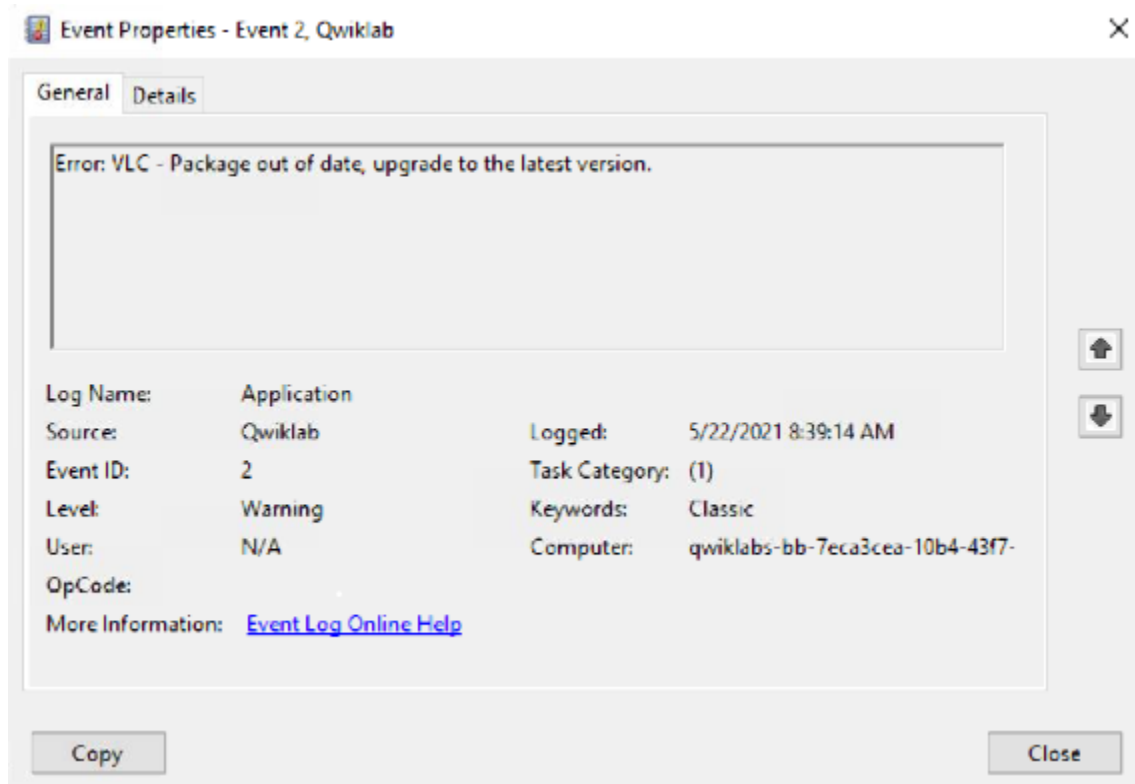 Event Properties - Event 2, Qwiklab
General Details
Error: VLC - Package out of date, upgrade to the latest version.
Log Name: Application
Source: Qwiklab Logged: 5/22/2021 8:39:14 AM
Event ID: 2 Task Category: (1)
Level: Warning Keywords: Classic
User: N/A Computer: qwiklabs-bb-7eca3cea-10b4-43f7-
OpCode:
More Information: Event Log Online Help
Copy Close